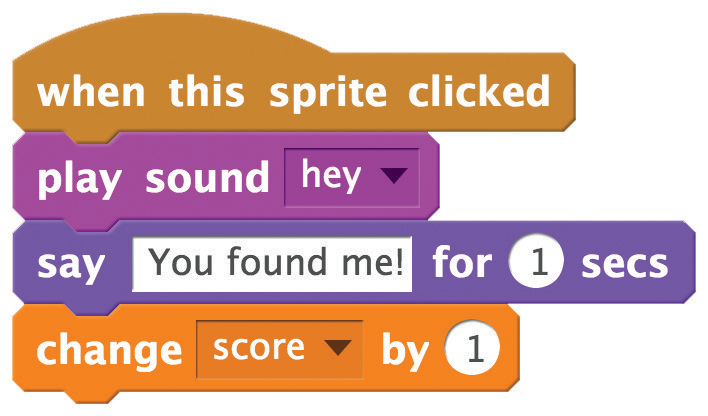 when this sprite clicked
play sound hey
say You found me! for 1 secs
change score by 1